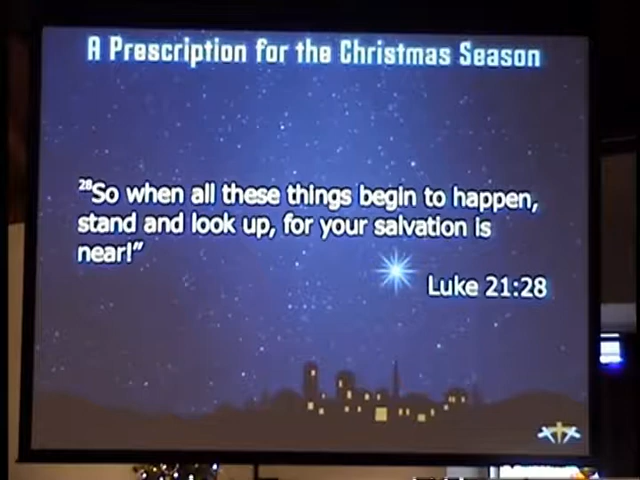 A Prescription for the Christmas Season
28So when all these things begin to happen,
stand and look up, for your salvation is
near!”
Luke 21:28